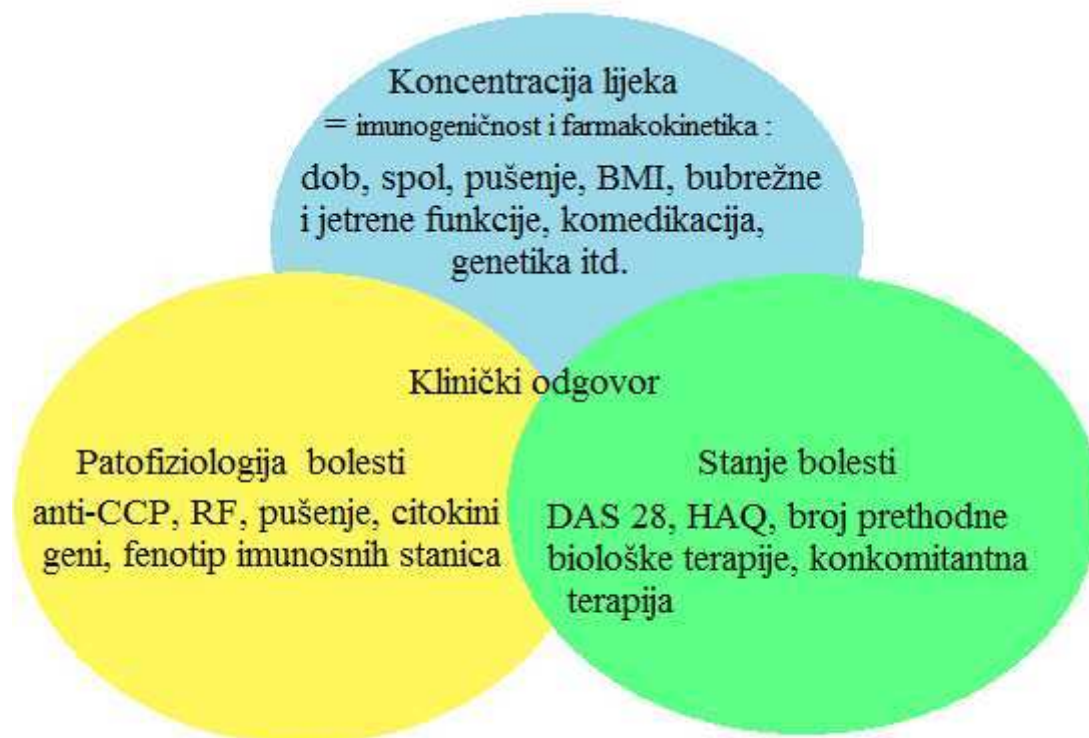 Koncentracija lijeka
= imunogeničnost i farmakokinetika :
dob, spol, pušenje, BMI, bubrežne
i jetrene funkcije, komedikacija,
genetika itd.
Klinički odgovor
Patofiziologija bolesti
anti-CCP, RF, pušenje, citokini
geni, fenotip imunosnih stanica
Stanje bolesti
DAS 28, HAQ, broj prethodne
biološke terapije, konkomitantna
terapija